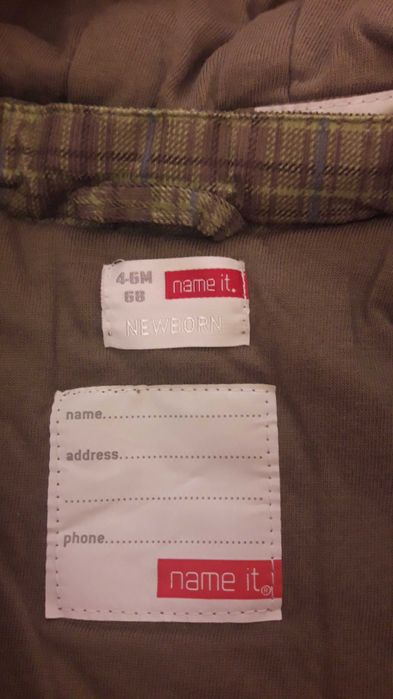 4-6M
68
name it.
NEWBORN
name......................
address......................
......................
phone......................
name it.®